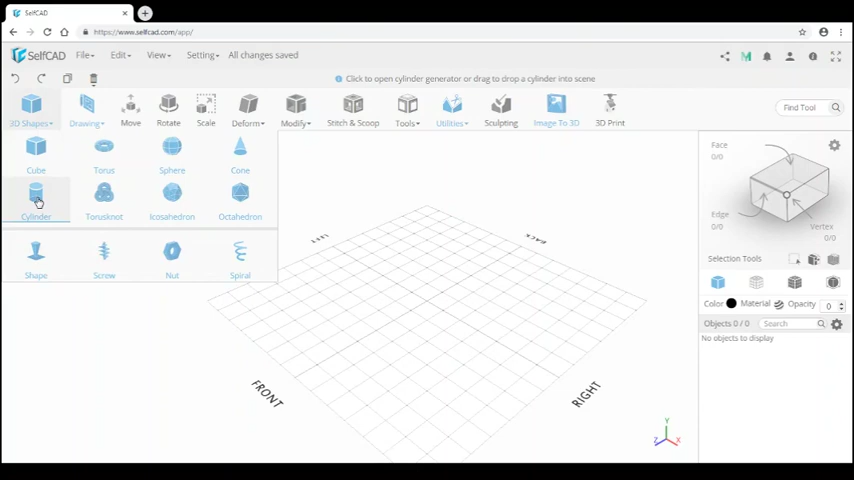 SelfCAD
https://www.selfcad.com/app/
SelfCAD File Edit View Setting All changes saved M
Click to open cylinder generator or drag to drop a cylinder into scene
3D Shapes Drawing Move Rotate Scale Deform Modify Stitch & Scoop Tools Utilities Sculpting Image To 3D 3D Print Find Tool
Cube Torus Sphere Cone
Cylinder Torusknot Icosahedron Octahedron
Shape Screw Nut Spiral
LEFT
BACK
FRONT
RIGHT
Y
Z
X
Face
0/0
Edge
0/0
Vertex
0/0
Selection Tools
Color Material Opacity 0
Objects 0 / 0 Search
No objects to display